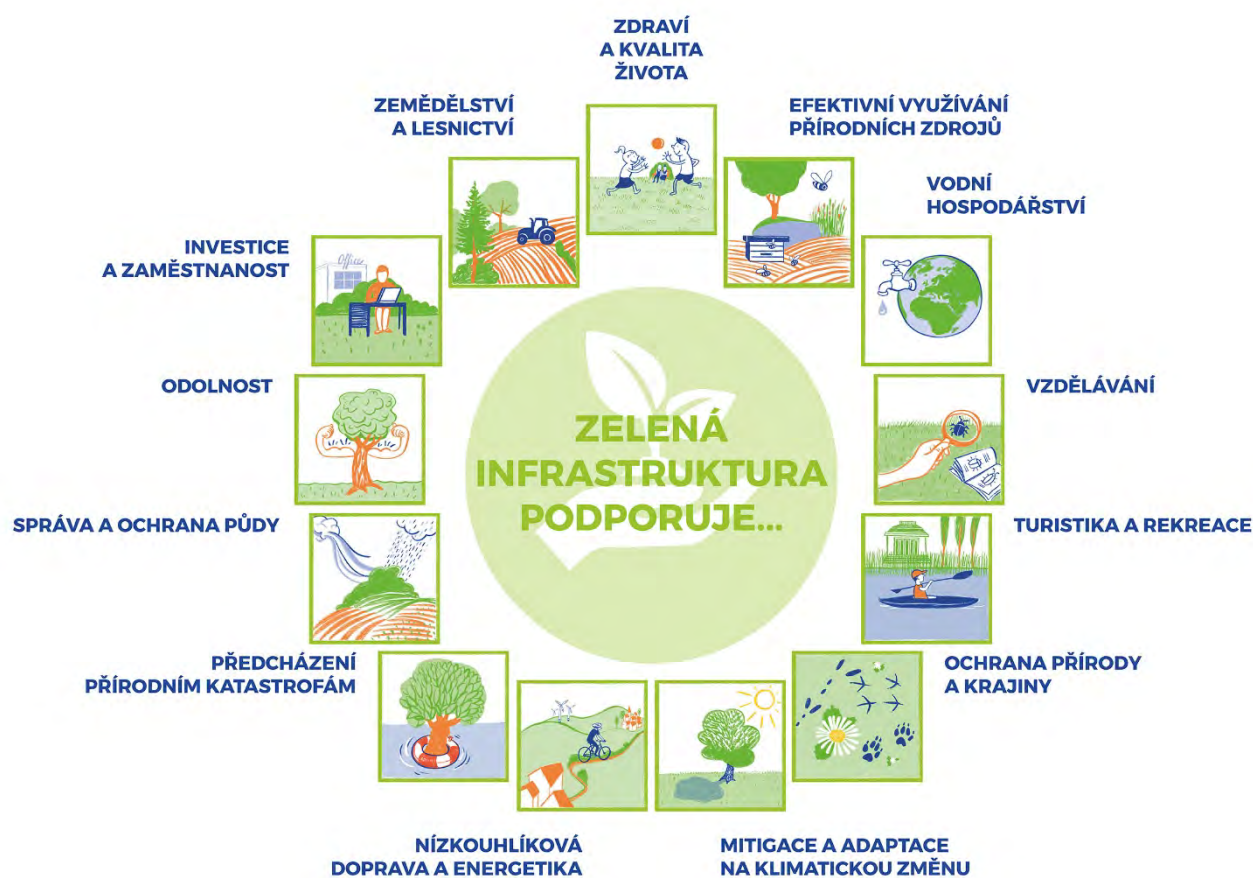 ZDRAVÍ
A KVALITA
ŽIVOTA
EFEKTIVNÍ VYUŽÍVÁNÍ
PŘÍRODNÍCH ZDROJŮ
VODNÍ
HOSPODÁŘSTVÍ
VZDĚLÁVÁNÍ
TURISTIKA A REKREACE
OCHRANA PŘÍRODY
A KRAJINY
MITIGACE A ADAPTACE
NA KLIMATICKOU ZMĚNU
NÍZKOUHLÍKOVÁ
DOPRAVA A ENERGETIKA
PŘEDCHÁZENÍ
PŘÍRODNÍM KATASTROFÁM
SPRÁVA A OCHRANA PŮDY
ODOLNOST
INVESTICE
A ZAMĚSTNANOST
Office
ZEMĚDĚLSTVÍ
A LESNICTVÍ
ZELENÁ
INFRASTRUKTURA
PODPORUJE...